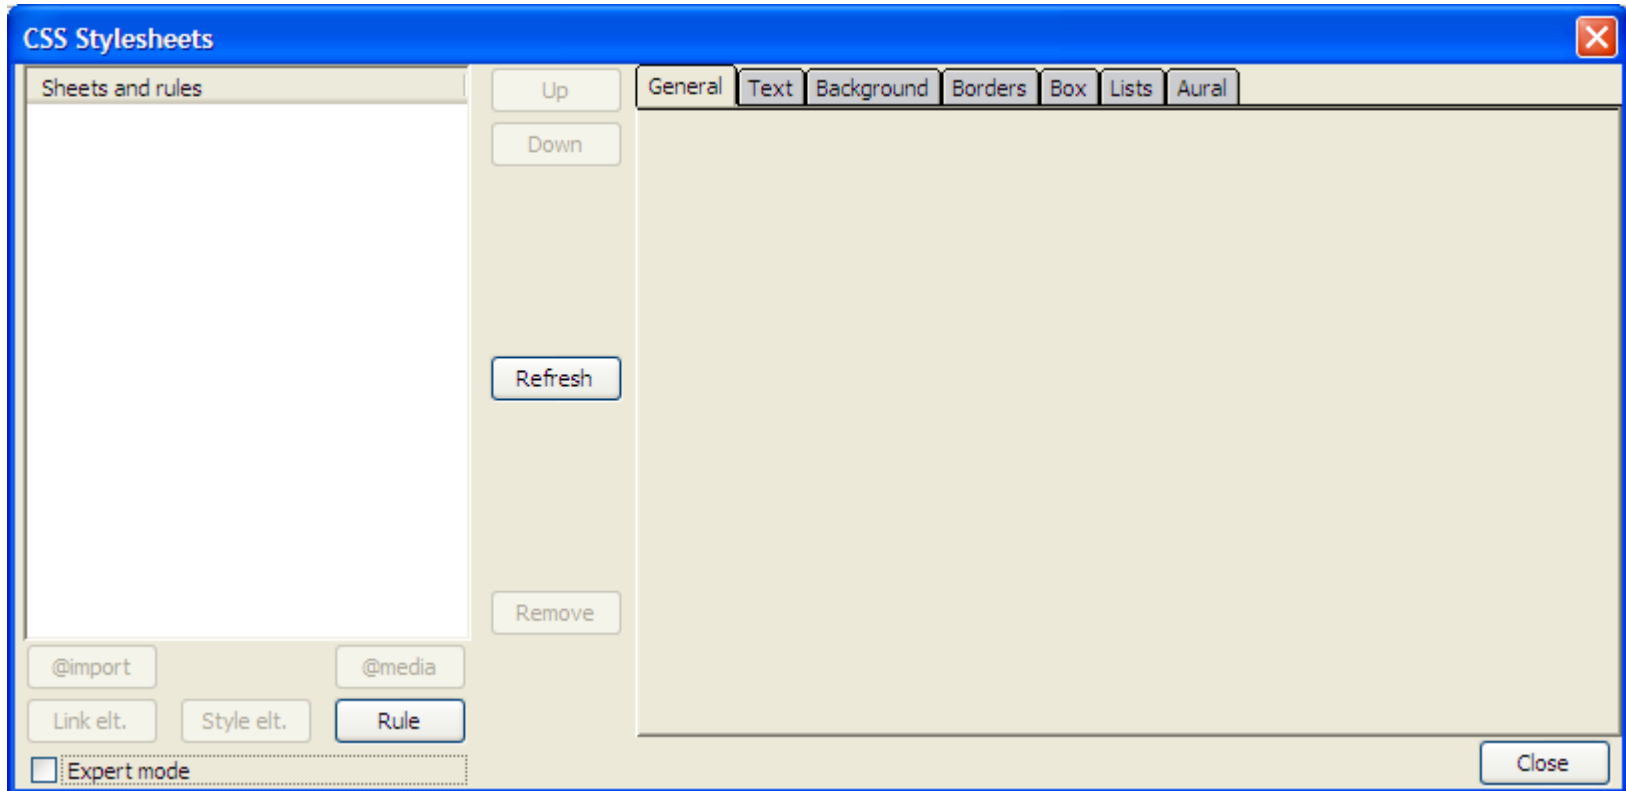 CSS Stylesheets
Sheets and rules
Up
Down
Refresh
Remove
@import @media
Link elt. Style elt. Rule
Expert mode
General Text Background Borders Box Lists Aural
Close